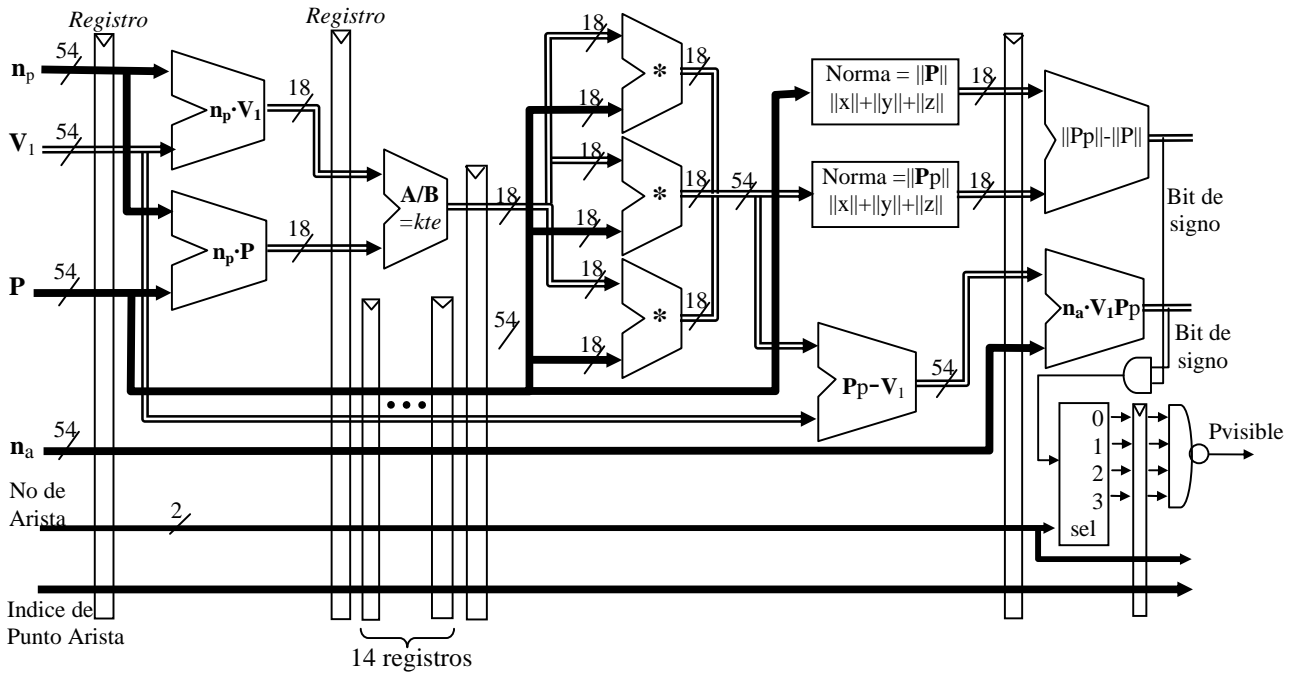 Registro
Registro
n_p
54
V_1
54
n_p·V_1
18
n_p·P
18
P
54
A/B
=kte
18
54
18
18
*
18
18
18
*
18
18
18
*
18
54
Norma = ||P||
||x||+||y||+||z||
18
Norma =||Pp||
||x||+||y||+||z||
18
||Pp||-||P||
Bit de
signo
Pp-V_1
54
n_a·V_1Pp
Bit de
signo
•••
n_a
54
No de
Arista
2
0
1
2
3
sel
Pvisible
Indice de
Punto Arista
14 registros